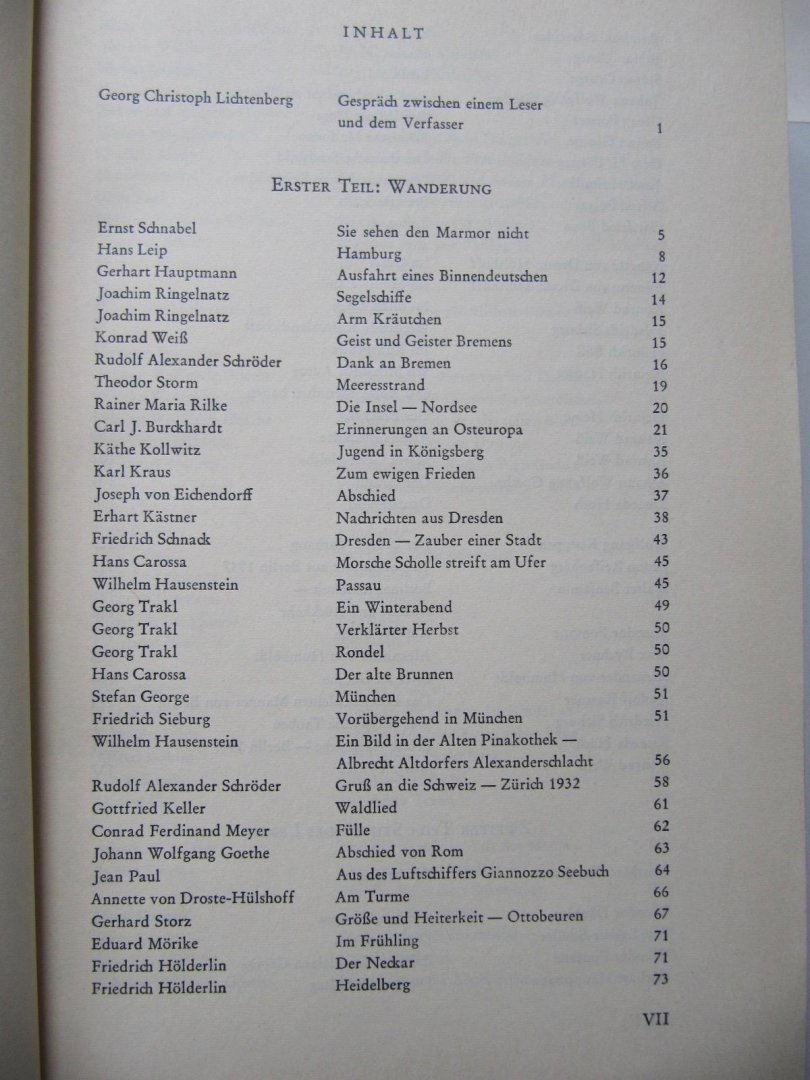 INHALT
Georg Christoph Lichtenberg Gespräch zwischen einem Leser
und dem Verfasser 1
Erster Teil: Wanderung
Ernst Schnabel Sie sehen den Marmor nicht 5
Hans Leip Hamburg 8
Gerhart Hauptmann Ausfahrt eines Binnendeutschen 12
Joachim Ringelnatz Segelschiffe 14
Joachim Ringelnatz Arm Kräutchen 15
Konrad Weiß Geist und Geister Bremens 15
Rudolf Alexander Schröder Dank an Bremen 16
Theodor Storm Meeresstrand 19
Rainer Maria Rilke Die Insel — Nordsee 20
Carl J. Burckhardt Erinnerungen an Osteuropa 21
Käthe Kollwitz Jugend in Königsberg 35
Karl Kraus Zum ewigen Frieden 36
Joseph von Eichendorff Abschied 37
Erhart Kästner Nachrichten aus Dresden 38
Friedrich Schnack Dresden — Zauber einer Stadt 43
Hans Carossa Morsche Scholle streift am Ufer 45
Wilhelm Hausenstein Passau 45
Georg Trakl Ein Winterabend 49
Georg Trakl Verklärter Herbst 50
Georg Trakl Rondel 50
Hans Carossa Der alte Brunnen 50
Stefan George München 51
Friedrich Sieburg Vorübergehend in München 51
Wilhelm Hausenstein Ein Bild in der Alten Pinakothek —
Albrecht Altdorfers Alexanderschlacht 56
Rudolf Alexander Schröder Gruß an die Schweiz — Zürich 1932 58
Gottfried Keller Waldlied 61
Conrad Ferdinand Meyer Fülle 62
Johann Wolfgang Goethe Abschied von Rom 63
Jean Paul Aus des Luftschiffers Giannozzo Seebuch 64
Annette von Droste-Hülshoff Am Turme 66
Gerhard Storz Größe und Heiterkeit — Ottobeuren 67
Eduard Mörike Im Frühling 71
Friedrich Hölderlin Der Neckar 71
Friedrich Hölderlin Heidelberg 73
VII